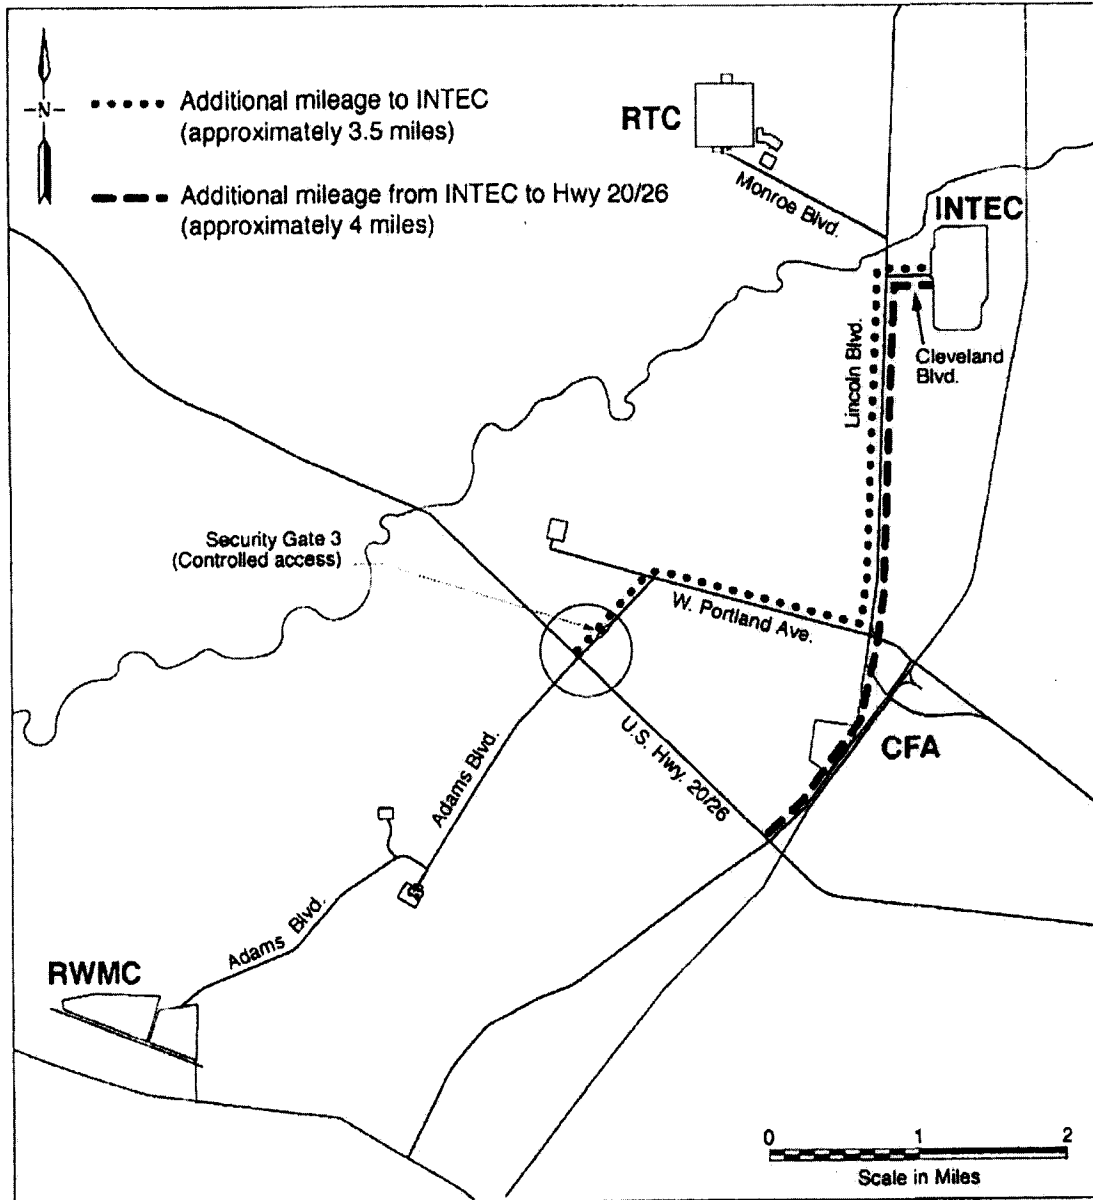 N
Additional mileage to INTEC
(approximately 3.5 miles)
Additional mileage from INTEC to Hwy 20/26
(approximately 4 miles)
RTC
Monroe Blvd.
INTEC
Cleveland
Blvd.
Lincoln Blvd.
Security Gate 3
(Controlled access)
W. Portland Ave.
U.S. Hwy. 20/26
CFA
Adams Blvd.
Adams Blvd.
RWMC
0 1 2
Scale in Miles